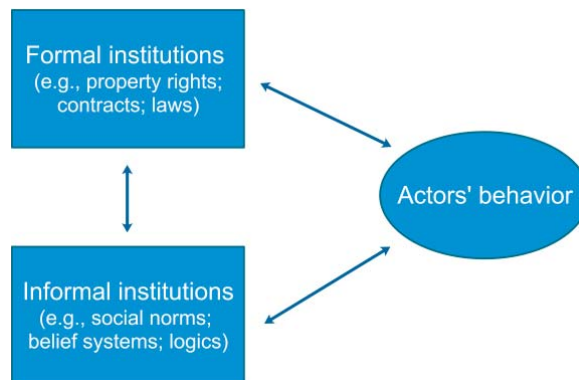 Formal institutions
(e.g., property rights;
contracts; laws)
Actors' behavior
Informal institutions
(e.g., social norms;
belief systems; logics)